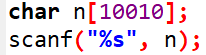 char n[10010];
scanf("%s", n);